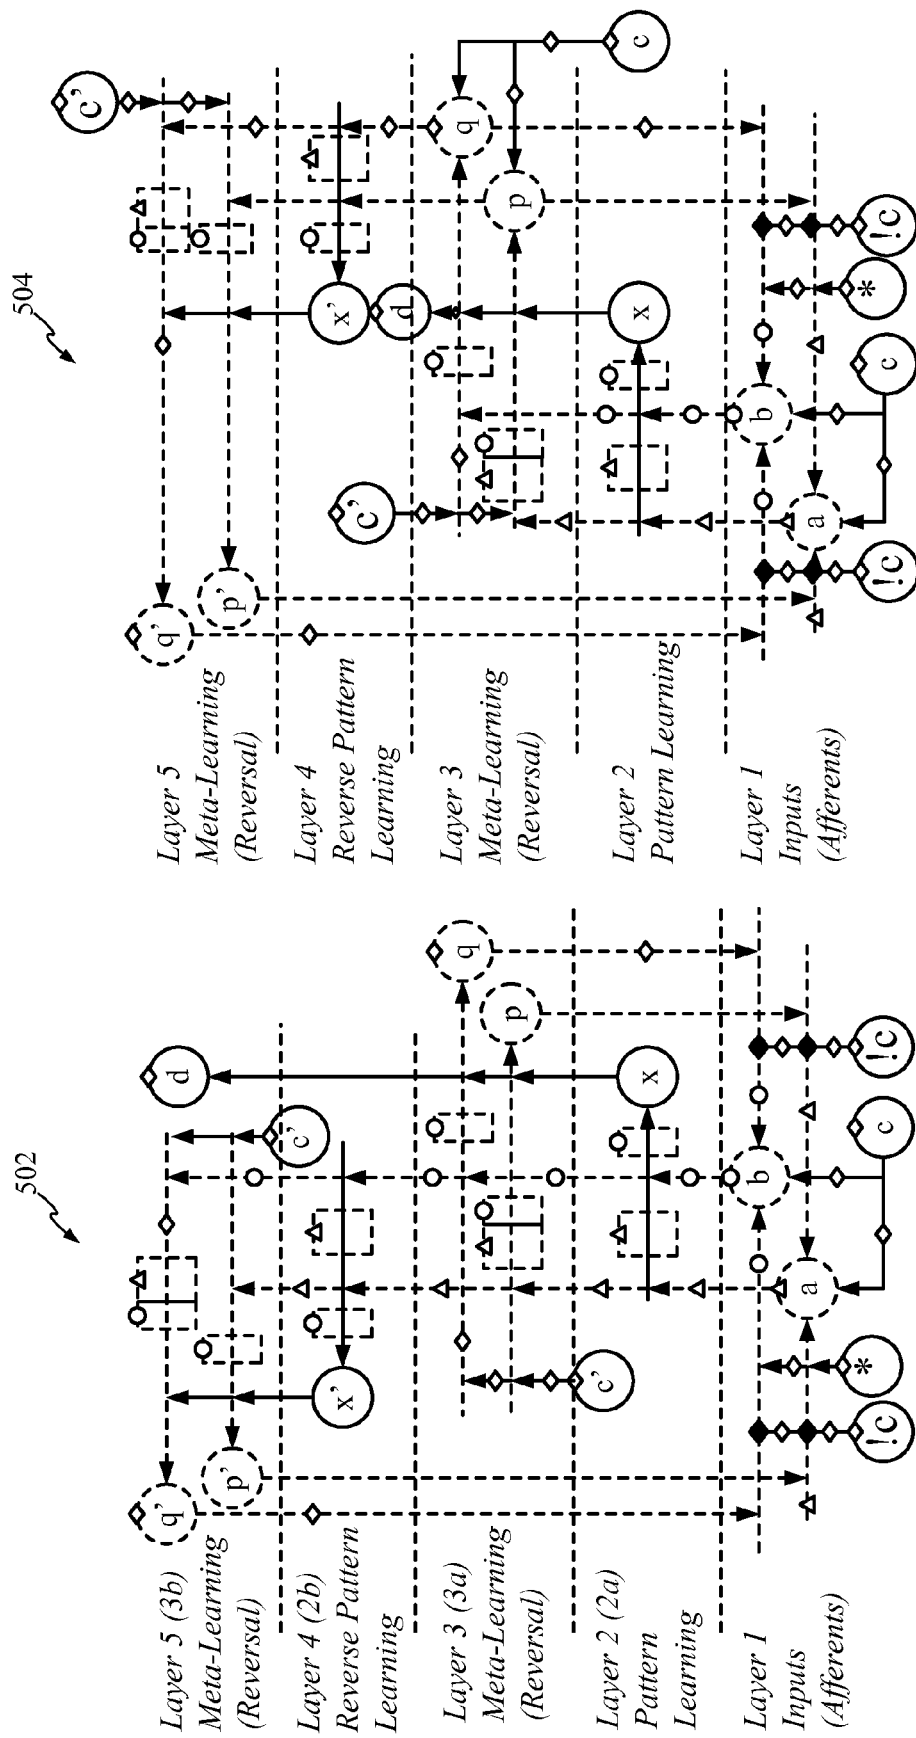 502
Layer 5 (3b)
Meta-Learning
(Reversal)
Layer 4 (2b)
Reverse Pattern
Learning
Layer 3 (3a)
Meta-Learning
(Reversal)
Layer 2 (2a)
Pattern
Learning
Layer 1
Inputs
(Afferents)
q'
p'
d
c'
x'
q
p
c'
x
b
a
!c
*
c
!c
504
Layer 5
Meta-Learning
(Reversal)
Layer 4
Reverse Pattern
Learning
Layer 3
Meta-Learning
(Reversal)
Layer 2
Pattern Learning
Layer 1
Inputs
(Afferents)
c'
q'
p'
x'
c'
d
q
p
c
x
b
a
!c
c
*
!c